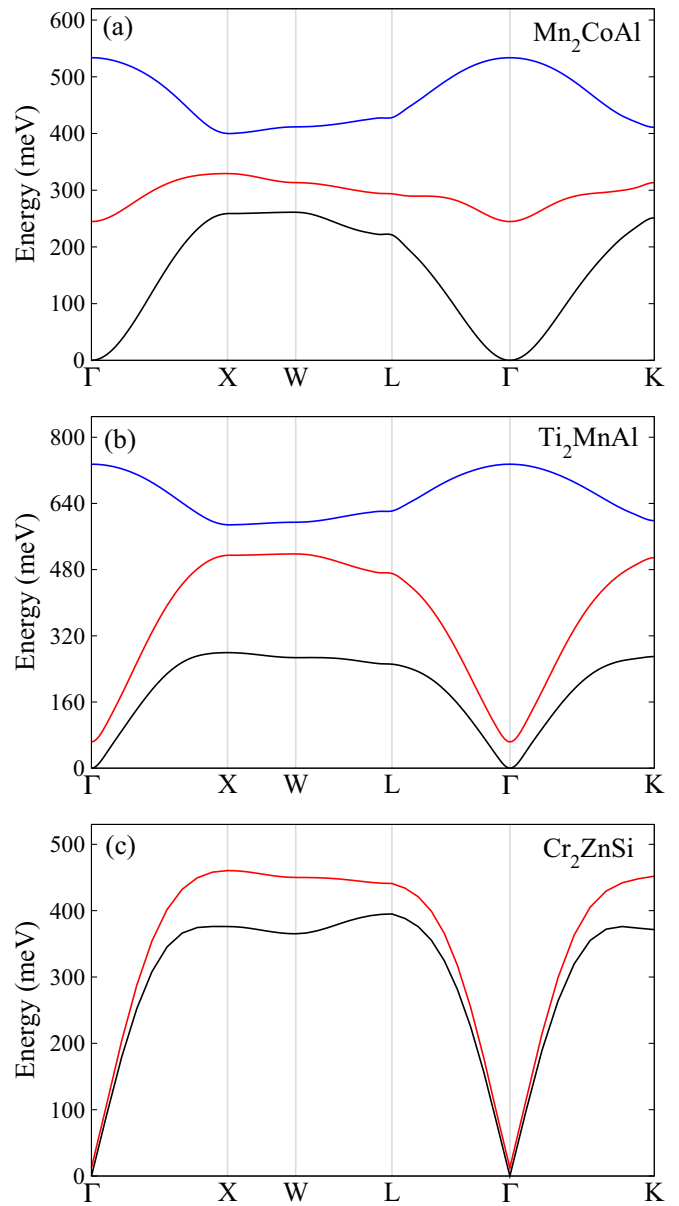 (a)
Mn₂CoAl
Energy (meV)
600
500
400
300
200
100
0
Γ X W L Γ K
(b)
Ti₂MnAl
Energy (meV)
800
640
480
320
160
0
Γ X W L Γ K
(c)
Cr₂ZnSi
Energy (meV)
500
400
300
200
100
0
Γ X W L Γ K